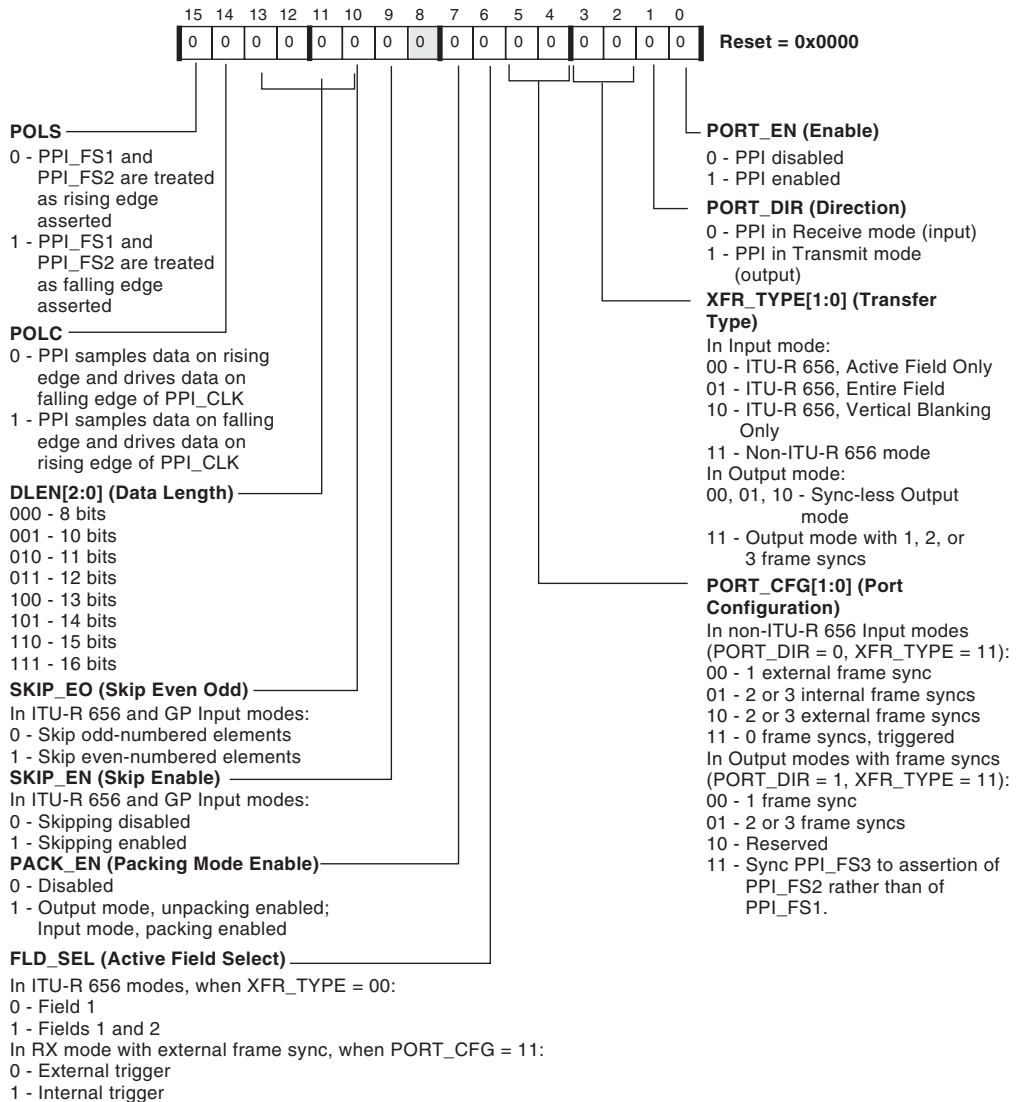 15 14 13 12 11 10 9 8 7 6 5 4 3 2 1 0
0 0 0 0 0 0 0 0 0 0 0 0 0 0 0 0 Reset = 0x0000
POLS
0 - PPI_FS1 and
PPI_FS2 are treated
as rising edge
asserted
1 - PPI_FS1 and
PPI_FS2 are treated
as falling edge
asserted
POLC
0 - PPI samples data on rising
edge and drives data on
falling edge of PPI_CLK
1 - PPI samples data on falling
edge and drives data on
rising edge of PPI_CLK
DLEN[2:0] (Data Length)
000 - 8 bits
001 - 10 bits
010 - 11 bits
011 - 12 bits
100 - 13 bits
101 - 14 bits
110 - 15 bits
111 - 16 bits
SKIP_EO (Skip Even Odd)
In ITU-R 656 and GP Input modes:
0 - Skip odd-numbered elements
1 - Skip even-numbered elements
SKIP_EN (Skip Enable)
In ITU-R 656 and GP Input modes:
0 - Skipping disabled
1 - Skipping enabled
PACK_EN (Packing Mode Enable)
0 - Disabled
1 - Output mode, unpacking enabled;
Input mode, packing enabled
FLD_SEL (Active Field Select)
In ITU-R 656 modes, when XFR_TYPE = 00:
0 - Field 1
1 - Fields 1 and 2
In RX mode with external frame sync, when PORT_CFG = 11:
0 - External trigger
1 - Internal trigger
PORT_EN (Enable)
0 - PPI disabled
1 - PPI enabled
PORT_DIR (Direction)
0 - PPI in Receive mode (input)
1 - PPI in Transmit mode
(output)
XFR_TYPE[1:0] (Transfer
Type)
In Input mode:
00 - ITU-R 656, Active Field Only
01 - ITU-R 656, Entire Field
10 - ITU-R 656, Vertical Blanking
Only
11 - Non-ITU-R 656 mode
In Output mode:
00, 01, 10 - Sync-less Output
mode
11 - Output mode with 1, 2, or
3 frame syncs
PORT_CFG[1:0] (Port
Configuration)
In non-ITU-R 656 Input modes
(PORT_DIR = 0, XFR_TYPE = 11):
00 - 1 external frame sync
01 - 2 or 3 internal frame syncs
10 - 2 or 3 external frame syncs
11 - 0 frame syncs, triggered
In Output modes with frame syncs
(PORT_DIR = 1, XFR_TYPE = 11):
00 - 1 frame sync
01 - 2 or 3 frame syncs
10 - Reserved
11 - Sync PPI_FS3 to assertion of
PPI_FS2 rather than of
PPI_FS1.